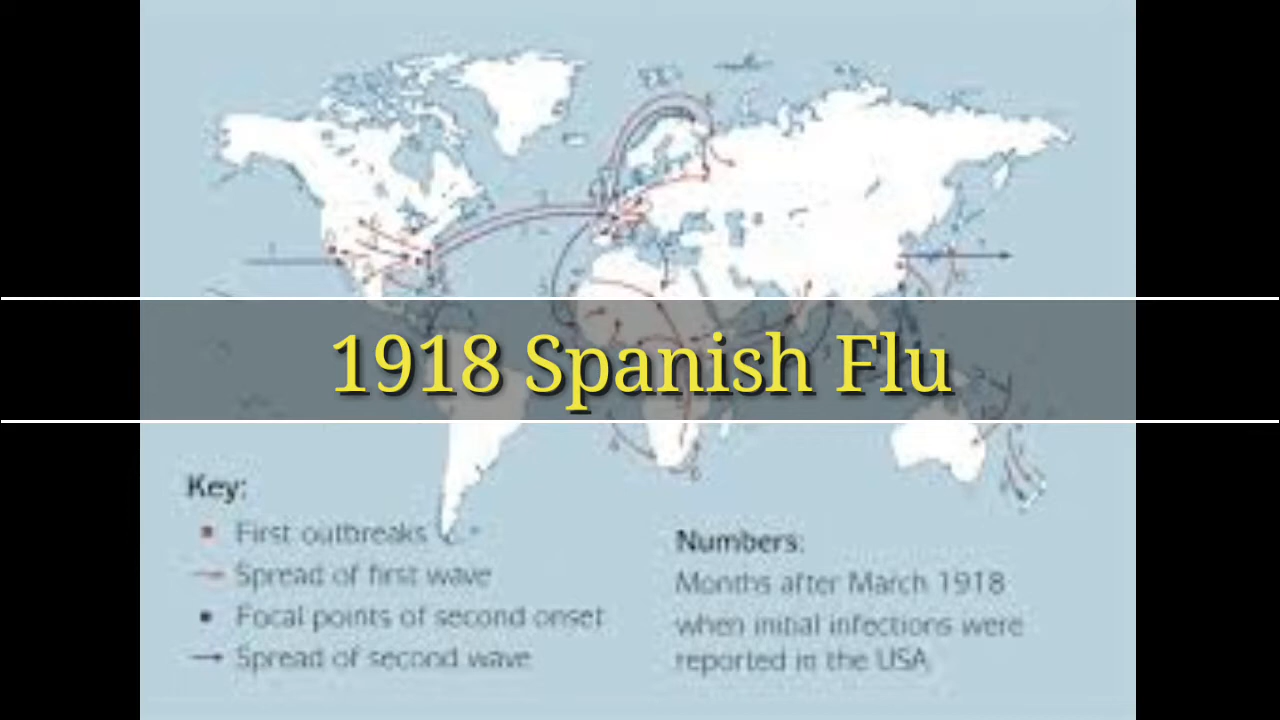 1918 Spanish Flu
Key:
First outbreaks
Spread of first wave
Focal points of second onset
Spread of second wave
Numbers:
Months after March 1918
when initial infections were
reported in the USA